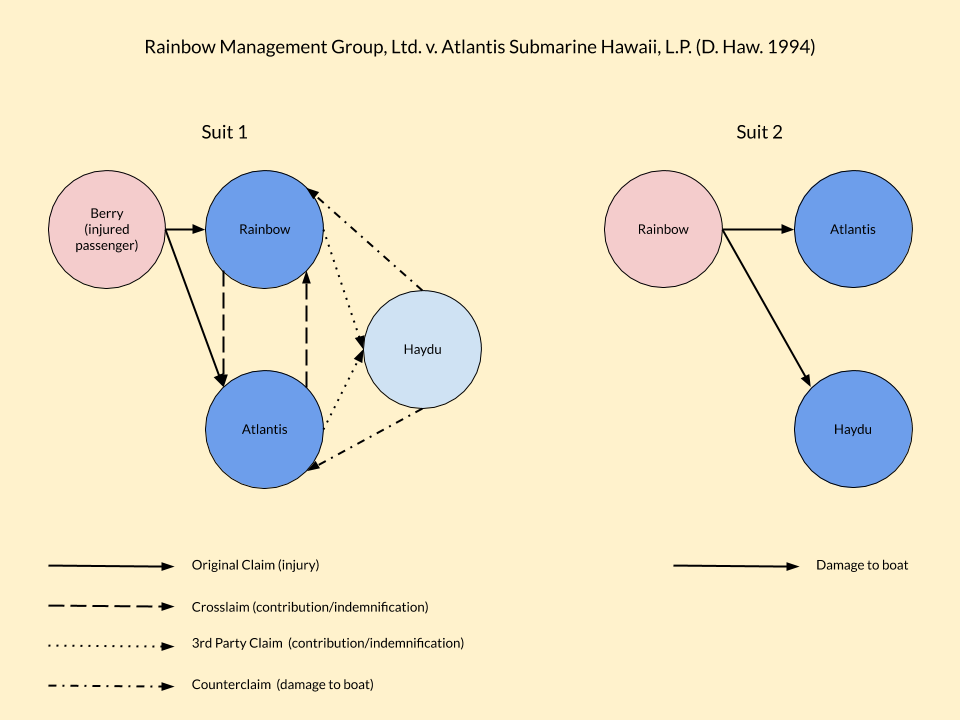 Rainbow Management Group, Ltd. v. Atlantis Submarine Hawaii, L.P. (D. Haw. 1994)
Suit 1
Suit 2
Berry
(injured
passenger)
Rainbow
Haydu
Atlantis
Rainbow
Atlantis
Haydu
Original Claim (injury)
Crosslaim (contribution/indemnification)
3rd Party Claim (contribution/indemnification)
Counterclaim (damage to boat)
Damage to boat